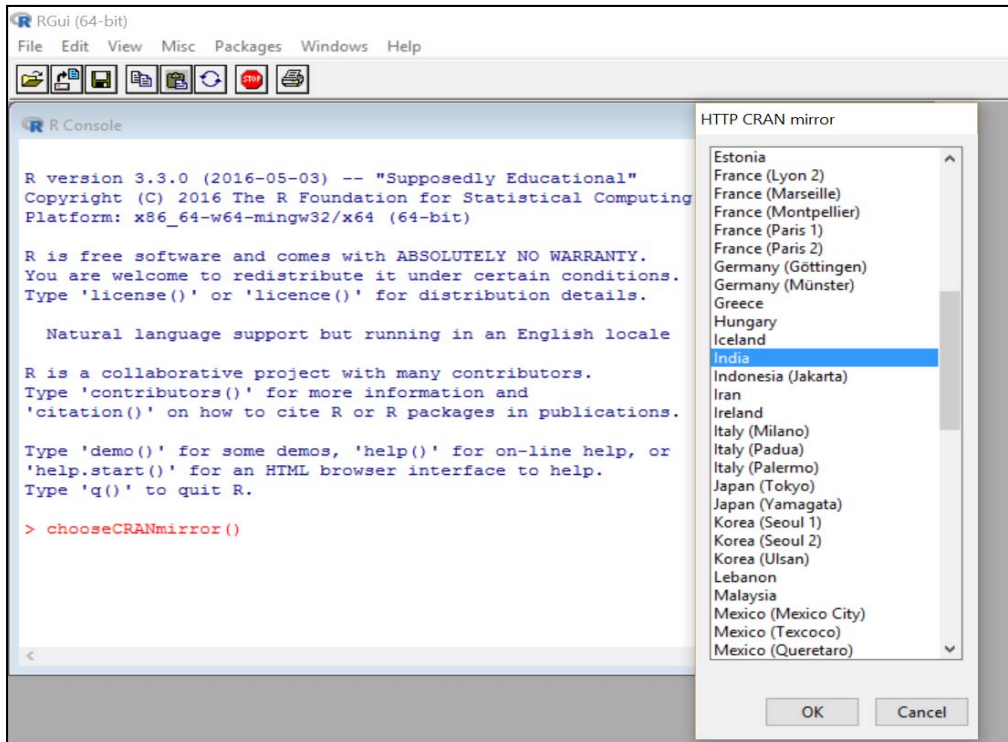 RGui (64-bit)
File Edit View Misc Packages Windows Help
STOP
R Console
R version 3.3.0 (2016-05-03) -- "Supposedly Educational"
Copyright (C) 2016 The R Foundation for Statistical Computing
Platform: x86_64-w64-mingw32/x64 (64-bit)
R is free software and comes with ABSOLUTELY NO WARRANTY.
You are welcome to redistribute it under certain conditions.
Type 'license()' or 'licence()' for distribution details.
Natural language support but running in an English locale
R is a collaborative project with many contributors.
Type 'contributors()' for more information and
'citation()' on how to cite R or R packages in publications.
Type 'demo()' for some demos, 'help()' for on-line help, or
'help.start()' for an HTML browser interface to help.
Type 'q()' to quit R.
> chooseCRANmirror()
HTTP CRAN mirror
Estonia
France (Lyon 2)
France (Marseille)
France (Montpellier)
France (Paris 1)
France (Paris 2)
Germany (Göttingen)
Germany (Münster)
Greece
Hungary
Iceland
India
Indonesia (Jakarta)
Iran
Ireland
Italy (Milano)
Italy (Padua)
Italy (Palermo)
Japan (Tokyo)
Japan (Yamagata)
Korea (Seoul 1)
Korea (Seoul 2)
Korea (Ulsan)
Lebanon
Malaysia
Mexico (Mexico City)
Mexico (Texcoco)
Mexico (Queretaro)
OK Cancel